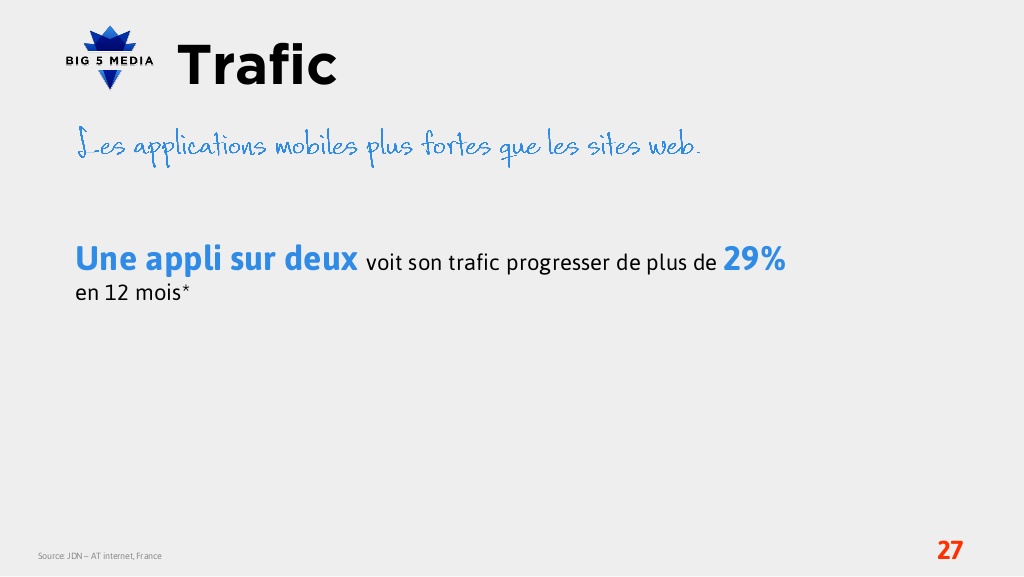 BIG 5 MEDIA
Trafic
Les applications mobiles plus fortes que les sites web.
Une appli sur deux voit son trafic progresser de plus de 29%
en 12 mois*
Source: JDN – AT internet, France
27